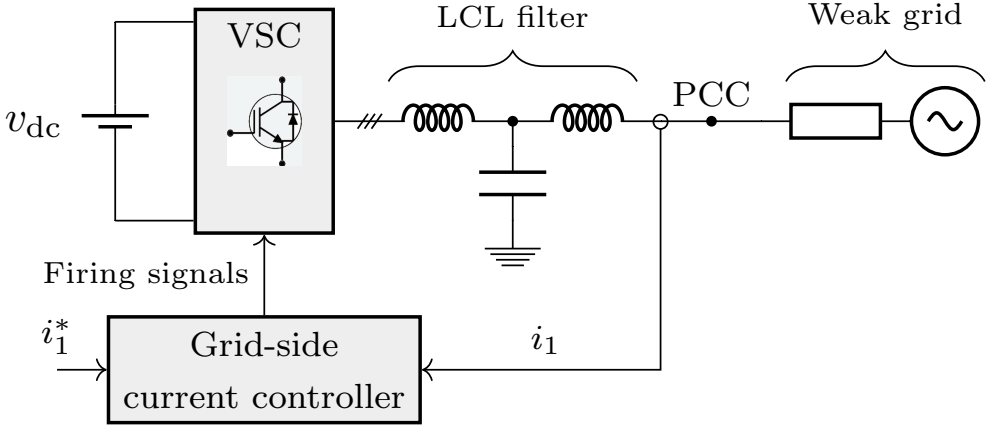 VSC
LCL filter
Weak grid
PCC
v_dc
Firing signals
i_1^*
Grid-side
current controller
i_1